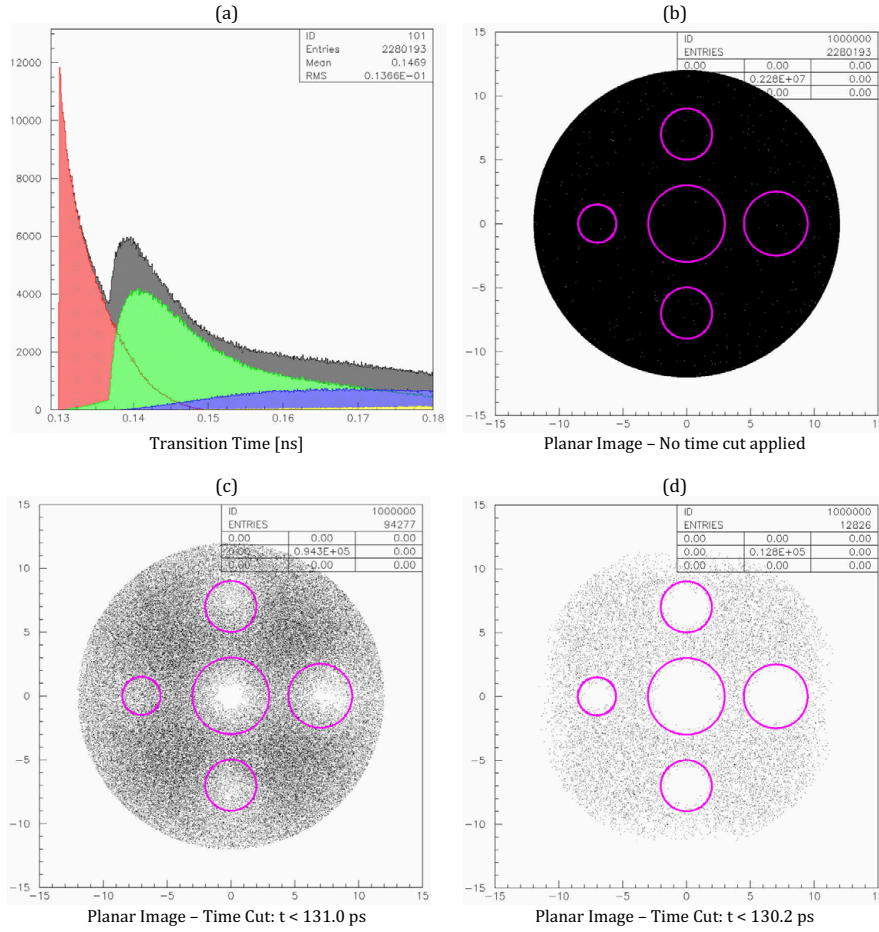 (a)
ID 101
Entries 2280193
Mean 0.1469
RMS 0.1366E-01
12000
10000
8000
6000
4000
2000
0
0.13 0.14 0.15 0.16 0.17 0.18
Transition Time [ns]
(b)
ID 1000000
ENTRIES 2280193
0.00 0.00 0.00
0.228E+07 0.00
0.00 0.00
15
10
5
0
−5
−10
−15
−15 −10 −5 0 5 10 15
Planar Image – No time cut applied
(c)
ID 1000000
ENTRIES 94277
0.00 0.00 0.00
0.00 0.943E+05 0.00
0.00 0.00 0.00
15
10
5
0
−5
−10
−15
−15 −10 −5 0 5 10 15
Planar Image – Time Cut: t < 131.0 ps
(d)
ID 1000000
ENTRIES 12826
0.00 0.00 0.00
0.00 0.128E+05 0.00
0.00 0.00 0.00
15
10
5
0
−5
−10
−15
−15 −10 −5 0 5 10 15
Planar Image – Time Cut: t < 130.2 ps